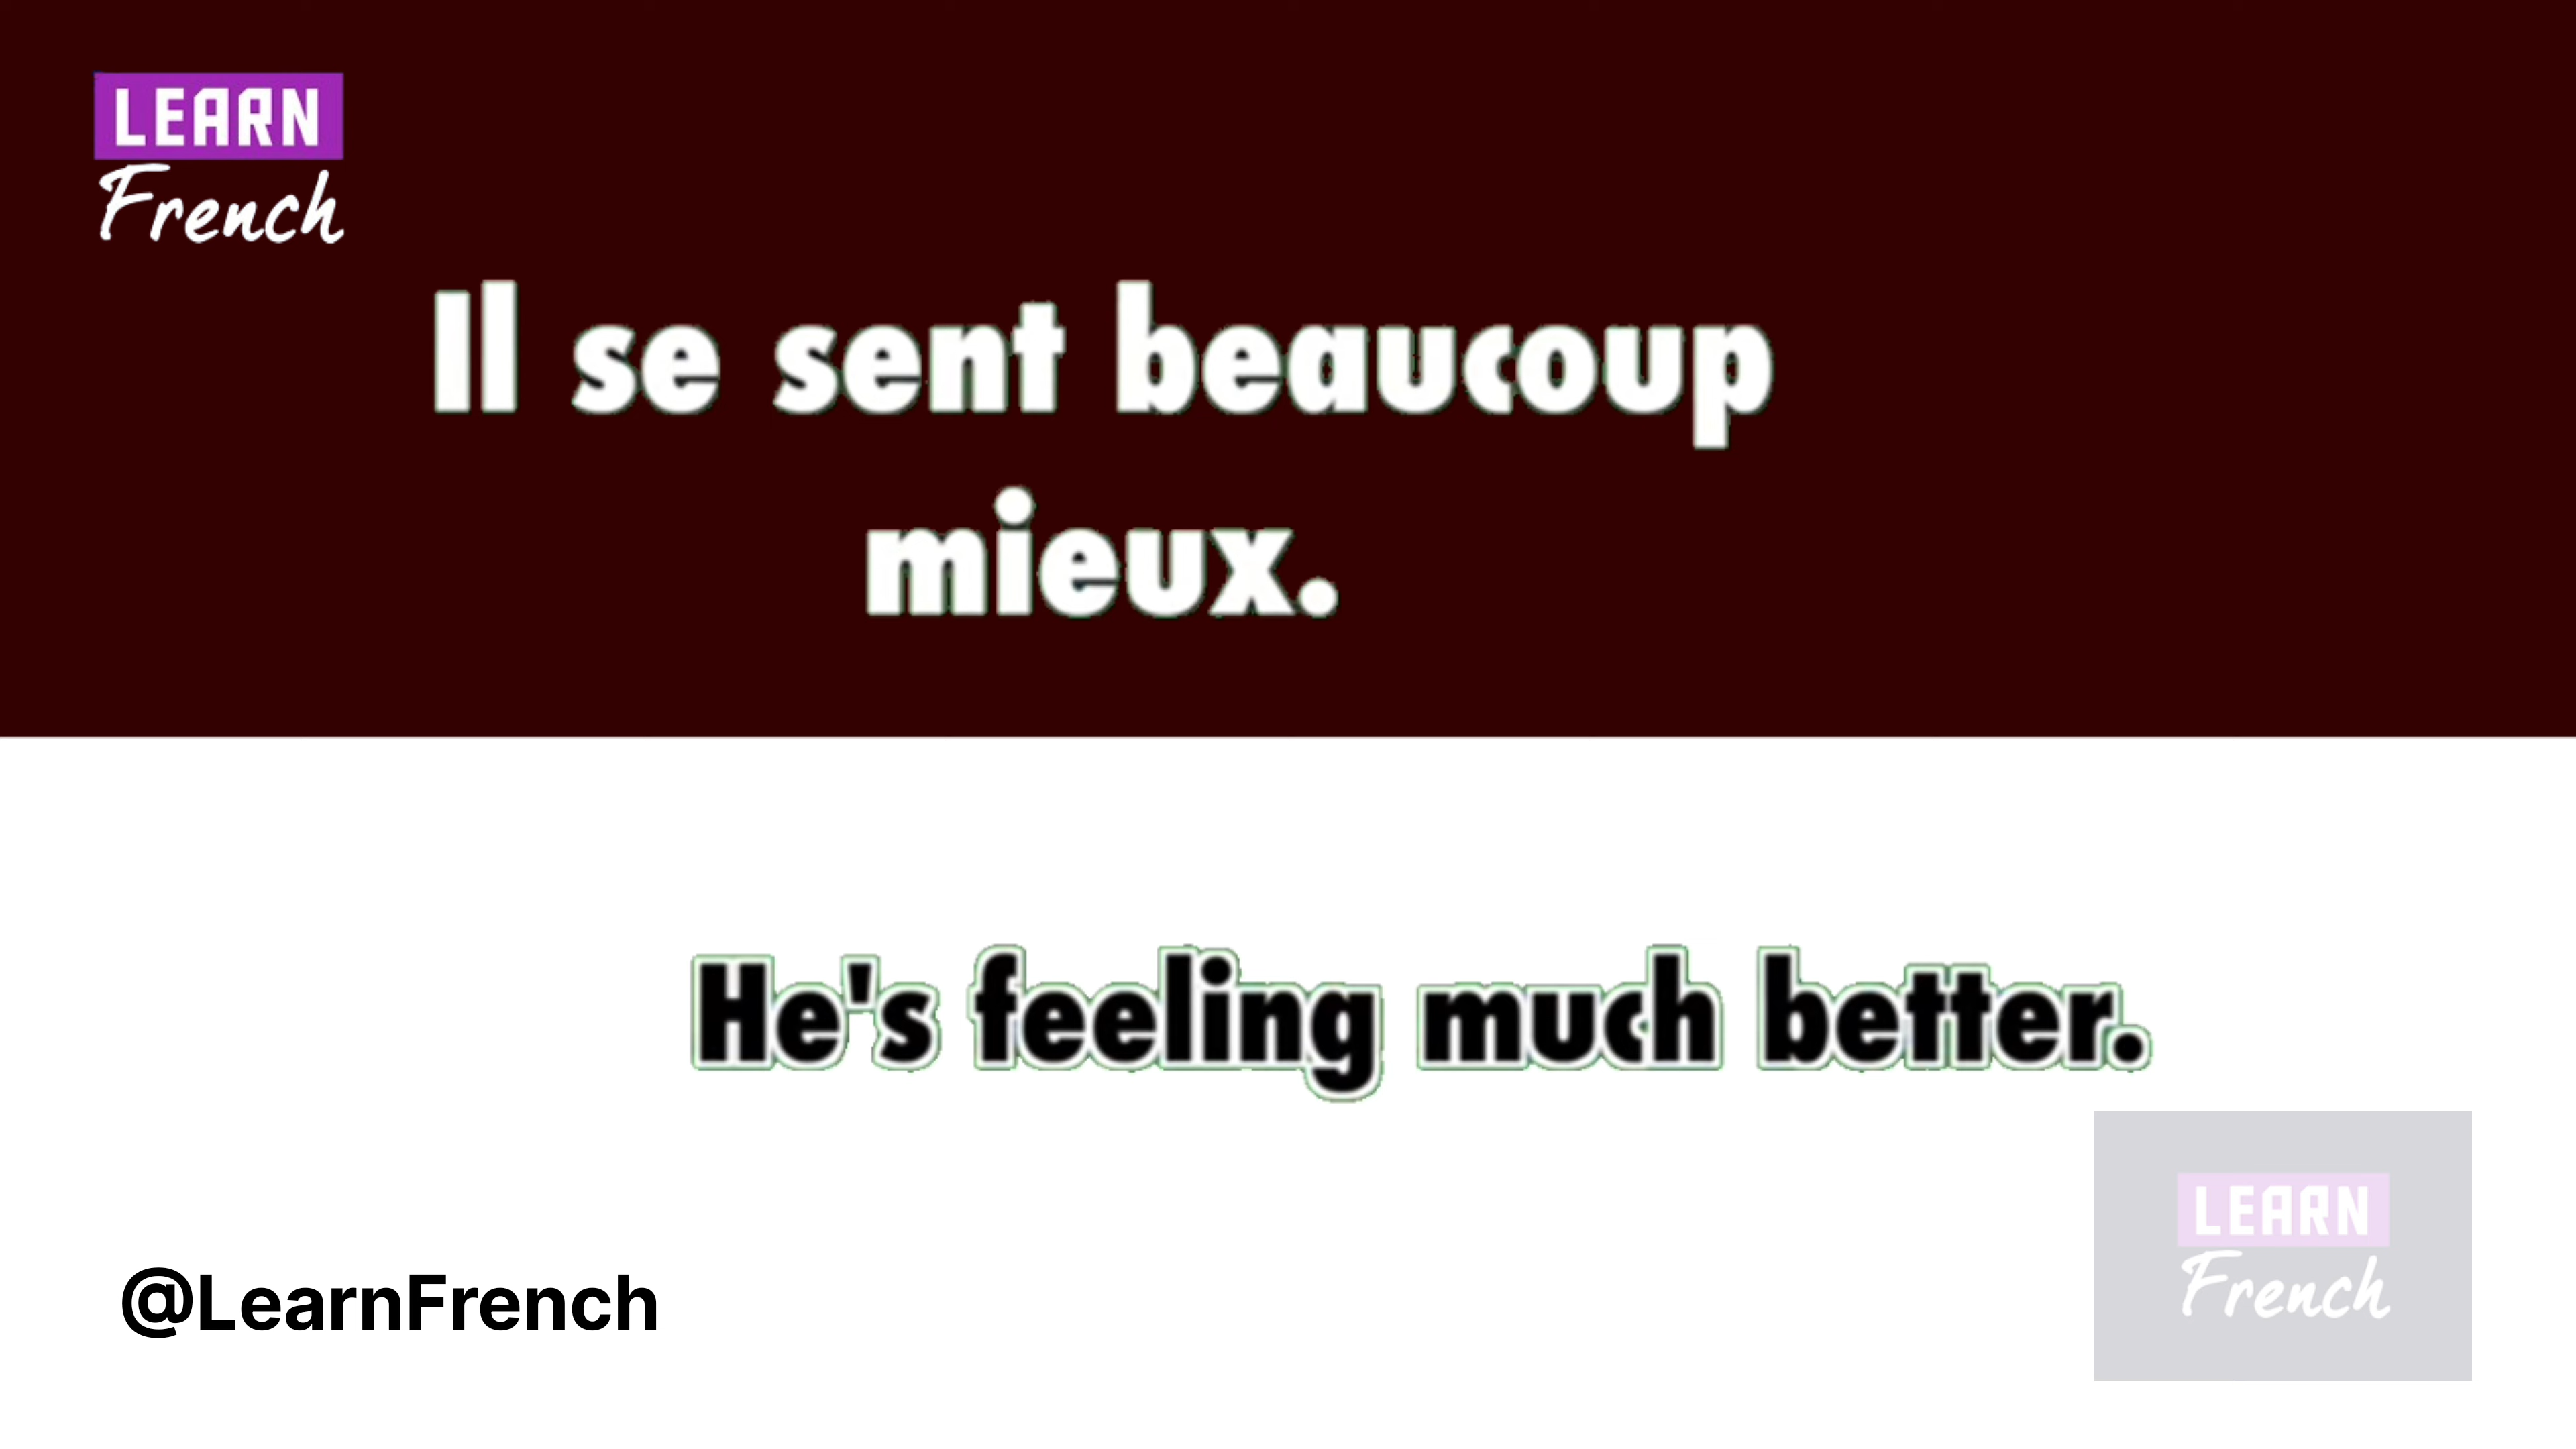 LEARN
French
Il se sent beaucoup
mieux.
He's feeling much better.
@LearnFrench
LEARN
French